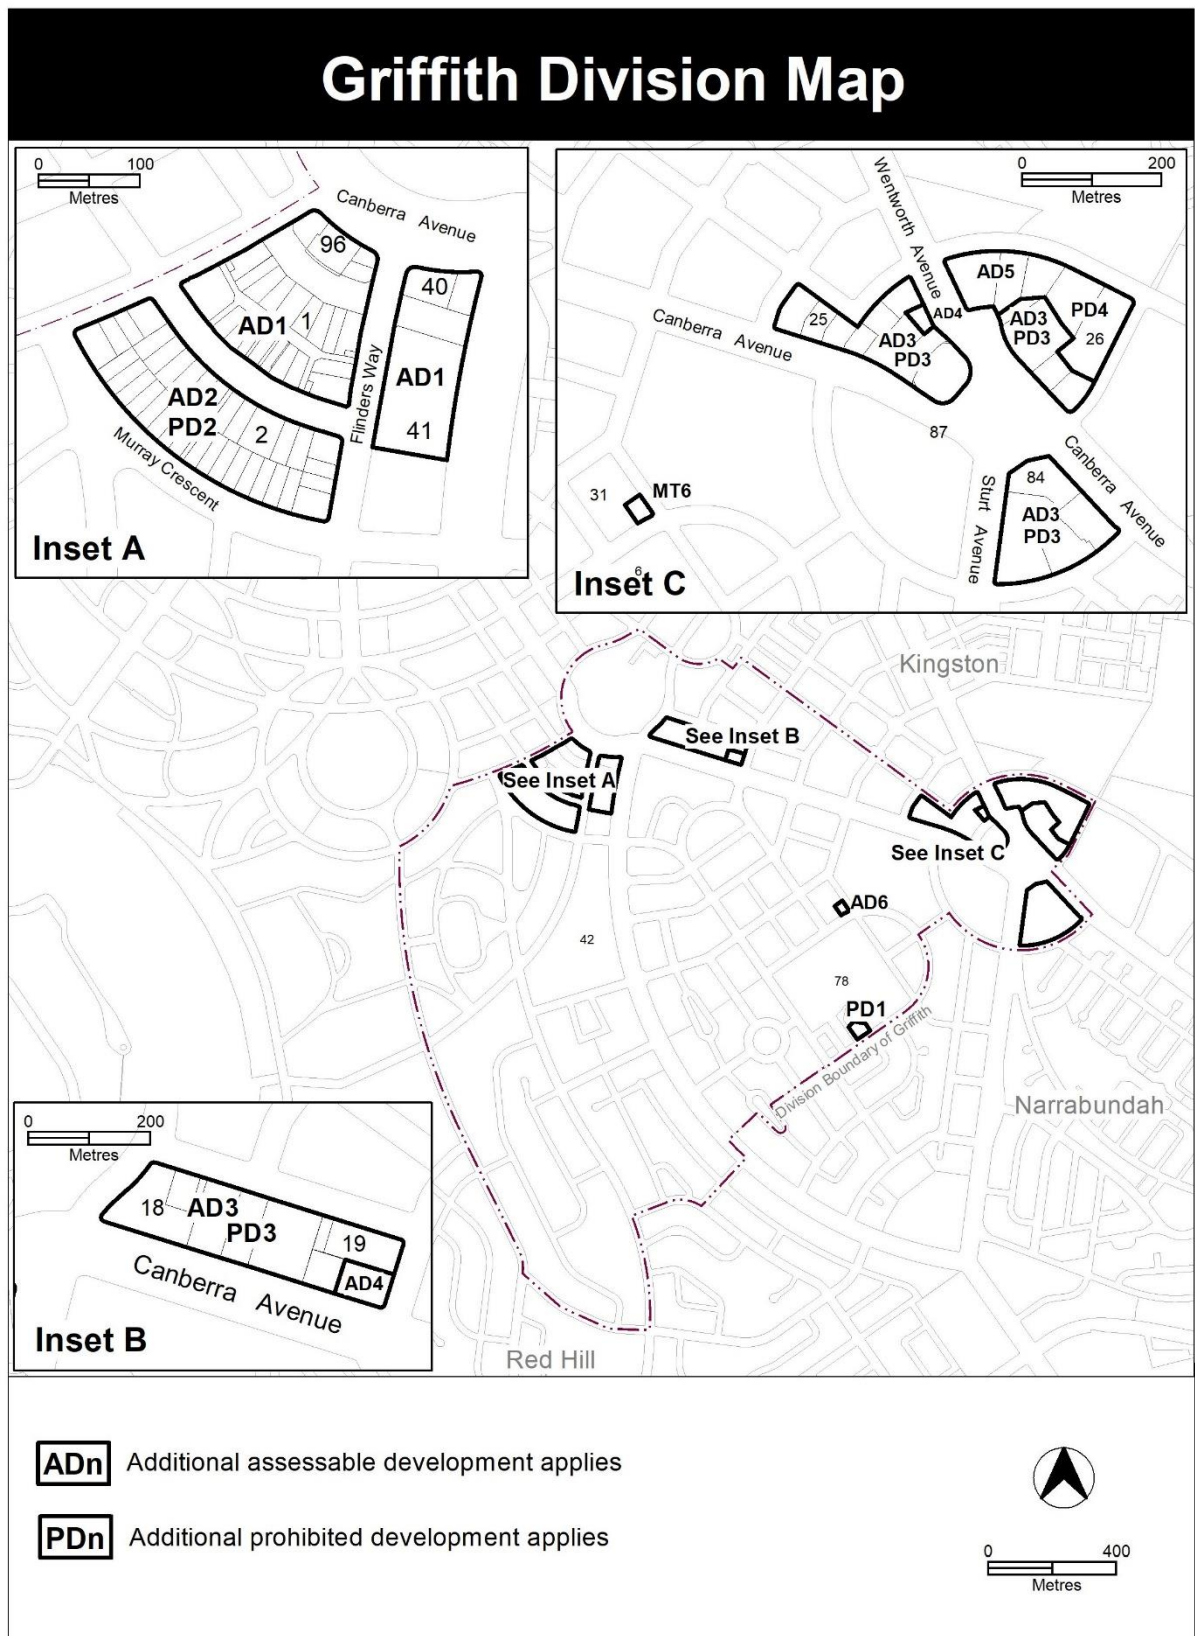 Griffith Division Map
0 100
Metres
Canberra Avenue
96
40
AD1 1
AD1
Flinders Way
AD2
PD2
2
41
Murray Crescent
Inset A
0 200
Metres
Wentworth Avenue
AD5
AD4
AD3
PD3
PD4
26
25
Canberra Avenue
AD3
PD3
87
Canberra Avenue
Sturt Avenue
84
AD3
PD3
31
MT6
6
Inset C
Kingston
See Inset B
See Inset A
See Inset C
AD6
42
78
PD1
Division Boundary of Griffith
Narrabundah
0 200
Metres
18
AD3
PD3
19
AD4
Canberra Avenue
Inset B
Red Hill
ADn Additional assessable development applies
PDn Additional prohibited development applies
0 400
Metres